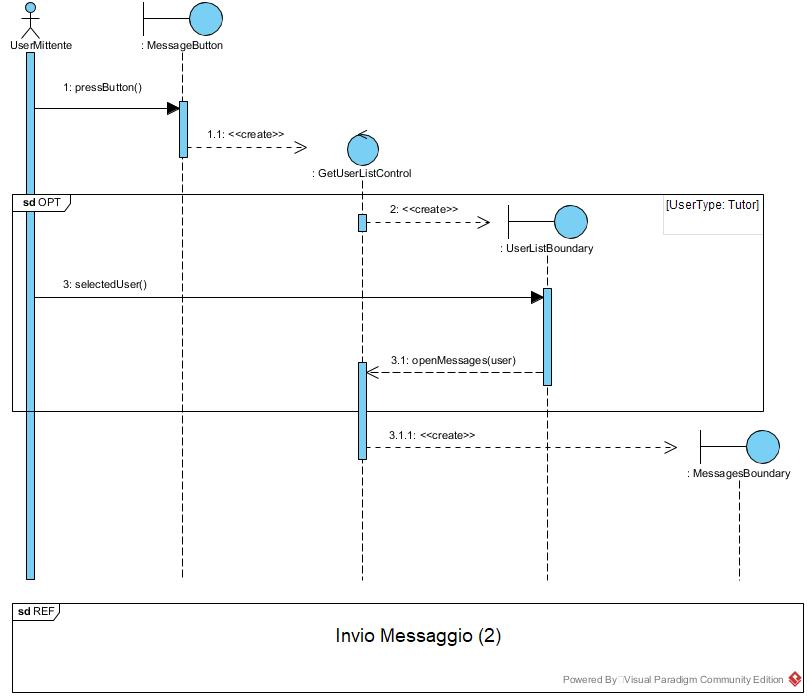 UserMittente
: MessageButton
1: pressButton()
1.1: <<create>>
: GetUserListControl
sd OPT
[UserType: Tutor]
2: <<create>>
: UserListBoundary
3: selectedUser()
3.1: openMessages(user)
3.1.1: <<create>>
: MessagesBoundary
sd REF
Invio Messaggio (2)
Powered By Visual Paradigm Community Edition